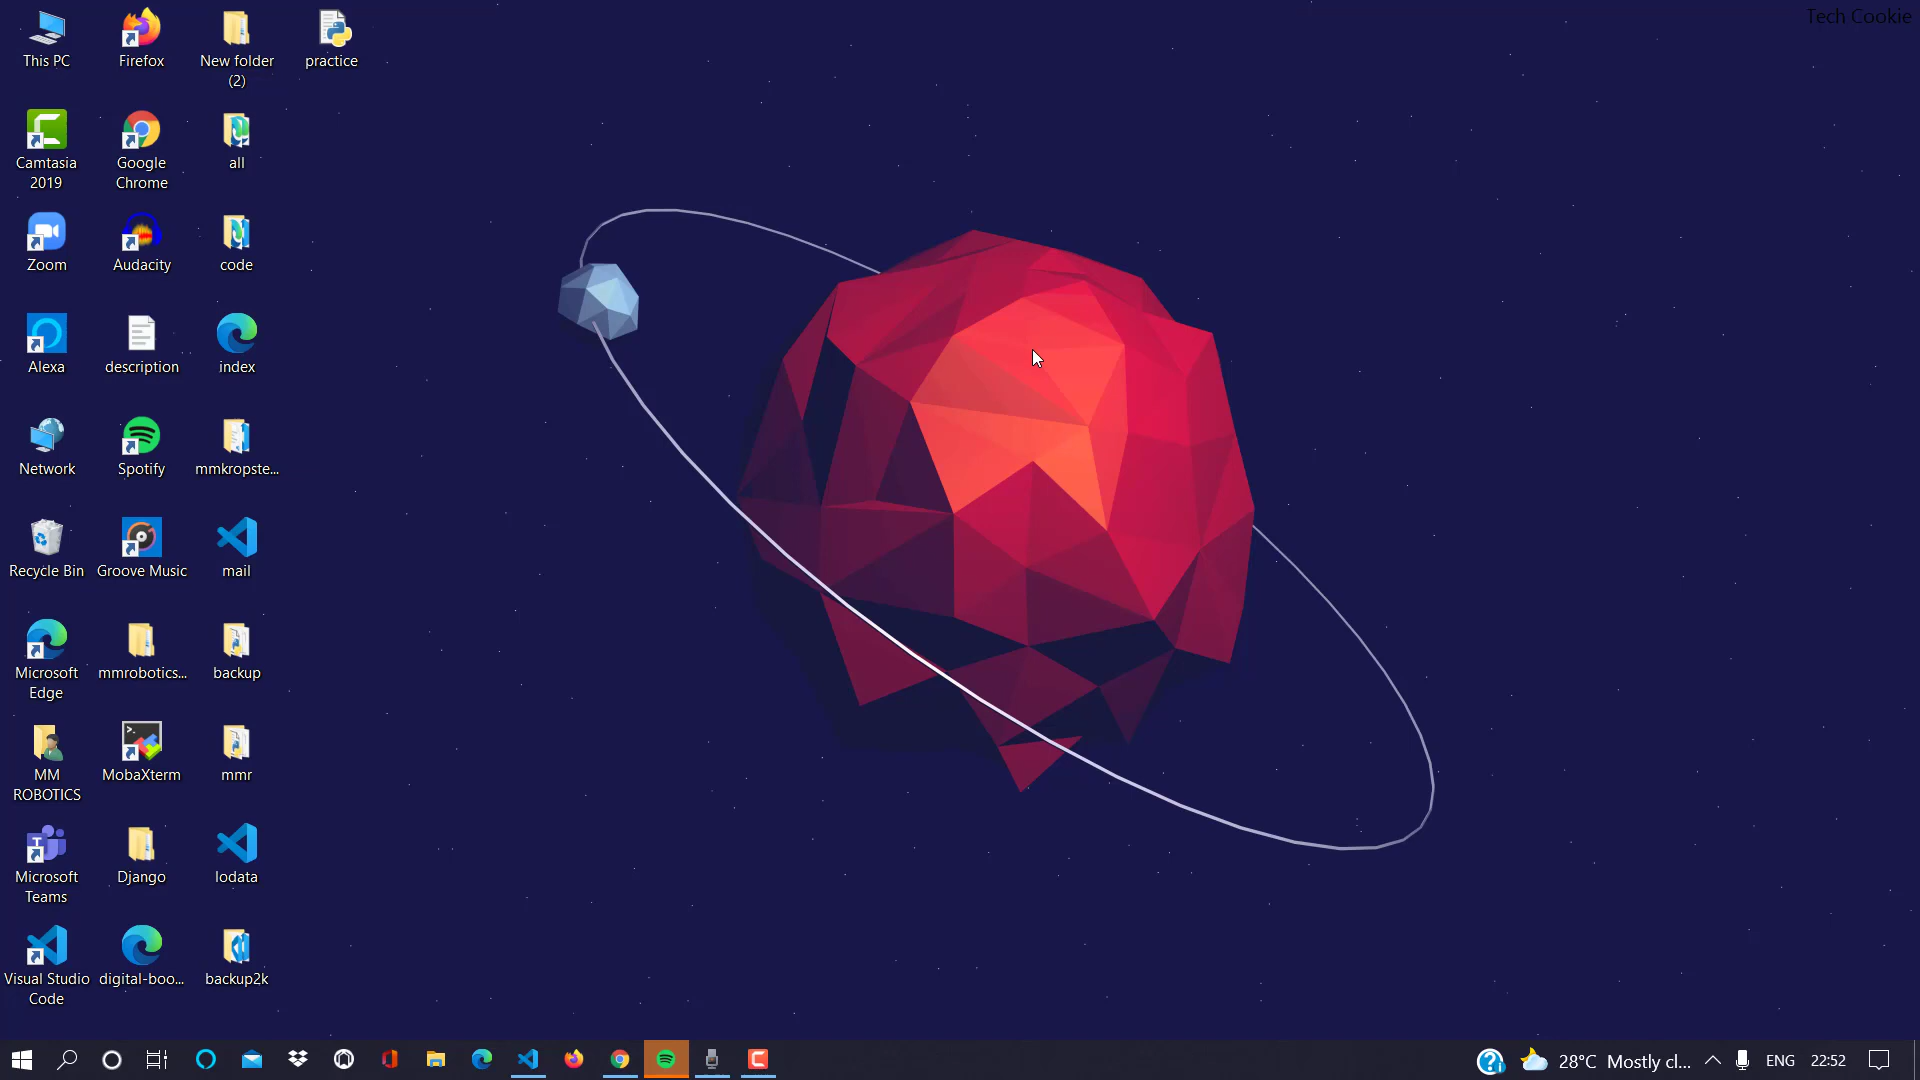 Tech Cookie
This PC
Firefox
New folder
(2)
practice
Camtasia
2019
Google
Chrome
all
Zoom
Audacity
code
Alexa
description
index
Network
Spotify
mmkropste...
Recycle Bin
Groove Music
mail
Microsoft
Edge
mmrobotics...
backup
MM
ROBOTICS
MobaXterm
mmr
Microsoft
Teams
Django
lodata
Visual Studio
Code
digital-boo...
backup2k
28°C Mostly cl... ENG 22:52